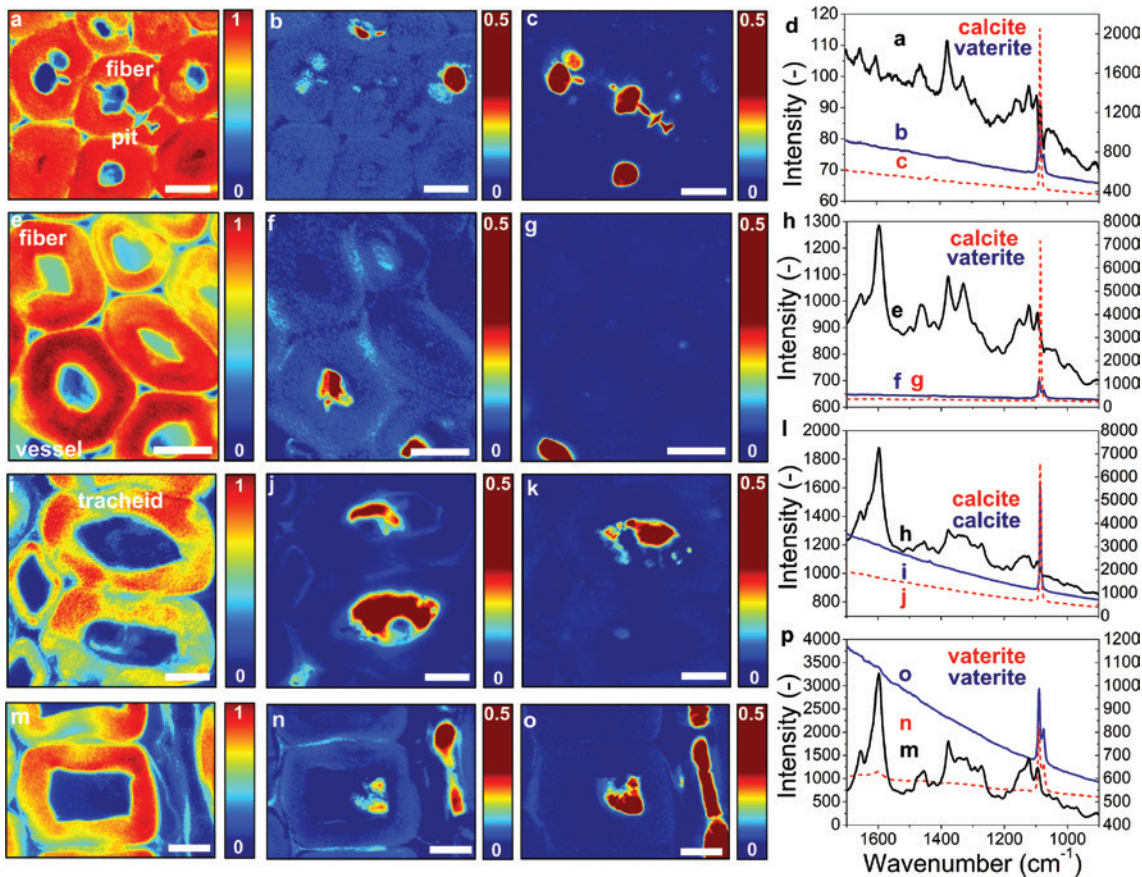 a
fiber
pit
1
0
b
0.5
0
c
0.5
0
d
calcite
vaterite
a
b
c
Intensity (-)
120
110
100
90
80
70
60
2000
1600
1200
800
400
e
fiber
vessel
1
0
f
0.5
0
g
0.5
0
h
calcite
vaterite
e
f g
Intensity (-)
1300
1200
1100
1000
900
800
700
600
8000
7000
6000
5000
4000
3000
2000
1000
0
i
tracheid
1
0
j
0.5
0
k
0.5
0
l
calcite
calcite
h
i
j
Intensity (-)
2000
1800
1600
1400
1200
1000
800
8000
7000
6000
5000
4000
3000
2000
1000
0
m
1
0
n
0.5
0
o
0.5
0
p
vaterite
vaterite
o
n
m
Intensity (-)
4000
3500
3000
2500
2000
1500
1000
500
0
1200
1100
1000
900
800
700
600
500
400
1600 1400 1200 1000
Wavenumber (cm⁻¹)